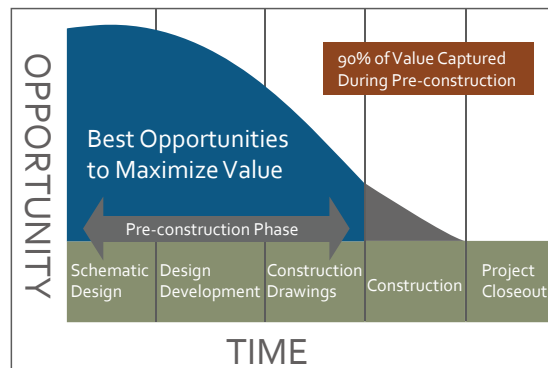 OPPORTUNITY
90% of Value Captured
During Pre-construction
Best Opportunities
to Maximize Value
Pre-construction Phase
Schematic
Design
Design
Development
Construction
Drawings
Construction
Project
Closeout
TIME